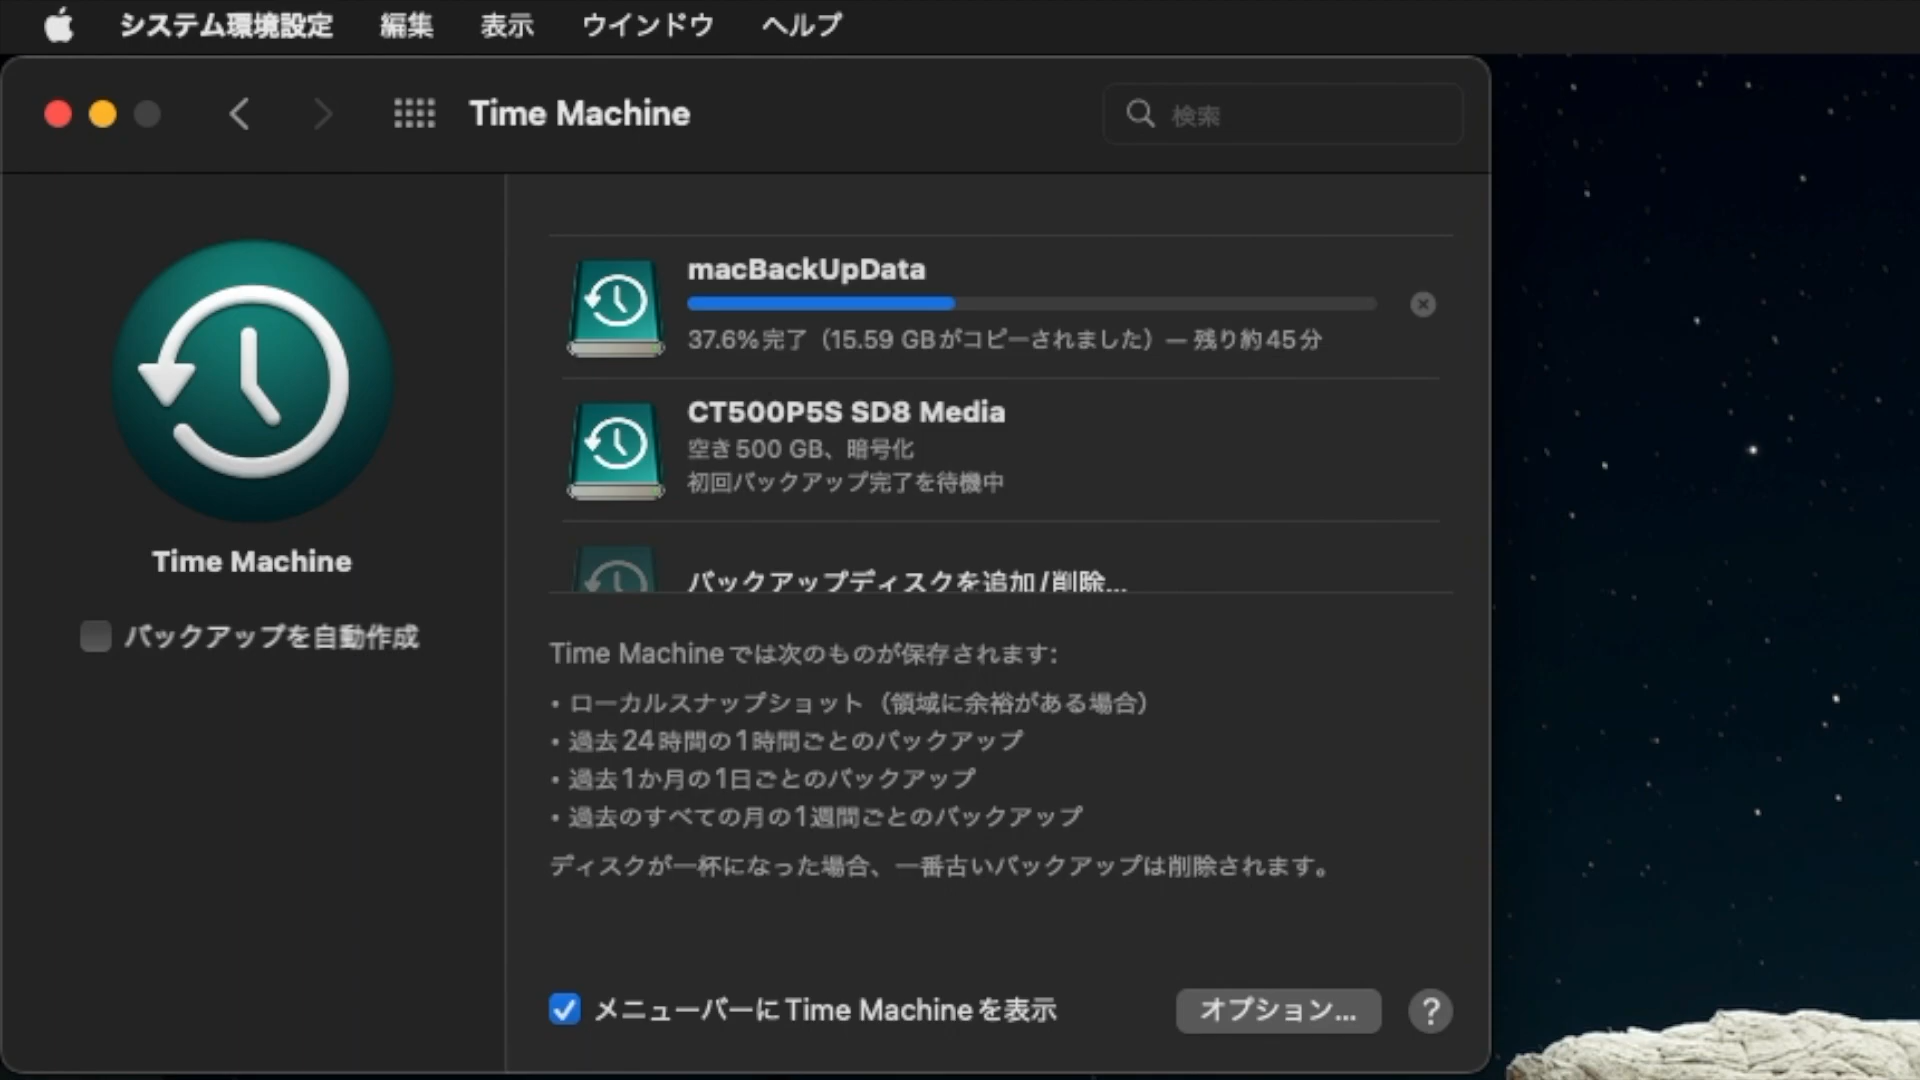 システム環境設定 編集 表示 ウインドウ ヘルプ
Time Machine
検索
Time Machine
バックアップを自動作成
macBackUpData
37.6%完了（15.59 GBがコピーされました）— 残り約45分
CT500P5S SD8 Media
空き500 GB、暗号化
初回バックアップ完了を待機中
バックアップディスクを追加/削除...
Time Machineでは次のものが保存されます:
• ローカルスナップショット（領域に余裕がある場合）
• 過去24時間の1時間ごとのバックアップ
• 過去1か月の1日ごとのバックアップ
• 過去のすべての月の1週間ごとのバックアップ
ディスクが一杯になった場合、一番古いバックアップは削除されます。
メニューバーにTime Machineを表示
オプション...
?